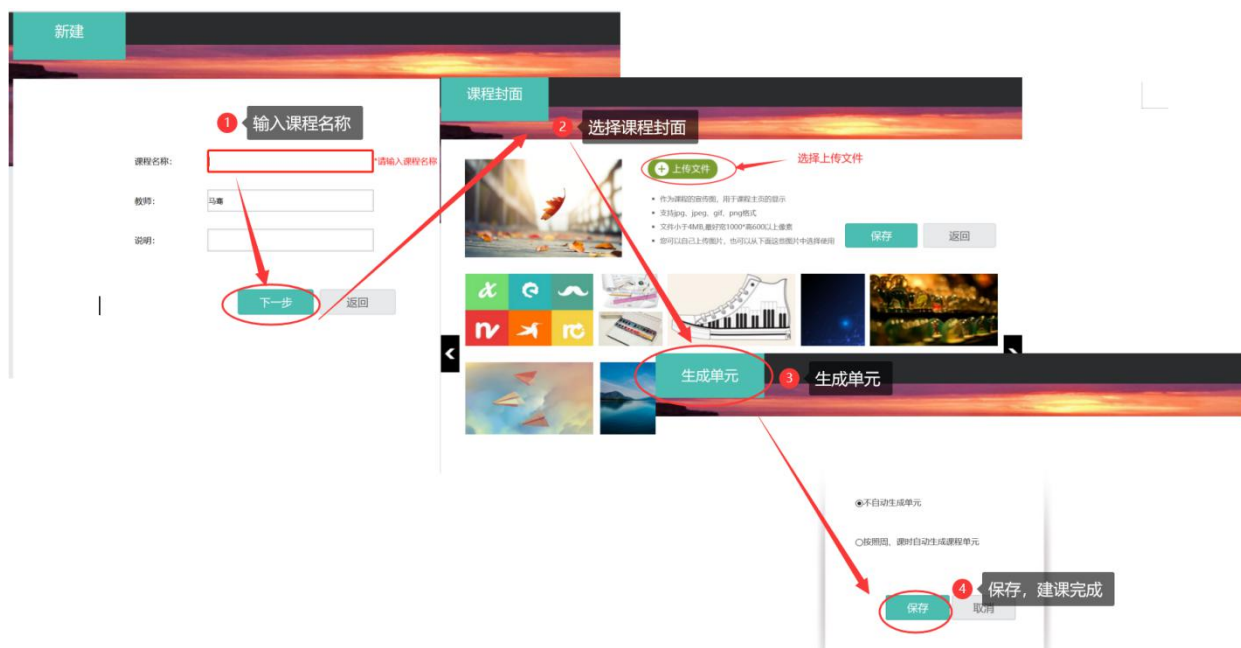 新建
① 输入课程名称
课程名称:
*请输入课程名称
教师:
说明:
下一步
返回
课程封面
② 选择课程封面
上传文件
选择上传文件
作为课程的宣传图,用于课程主页的显示
支持jpg、jpeg、gif、png格式
文件小于4MB,最好宽1000*高600以上像素
您可以自己上传图片,也可以从下面这些图片中选择使用
保存
返回
生成单元
③ 生成单元
不自动生成单元
按照周、课时自动生成课程单元
④ 保存,建课完成
保存
取消